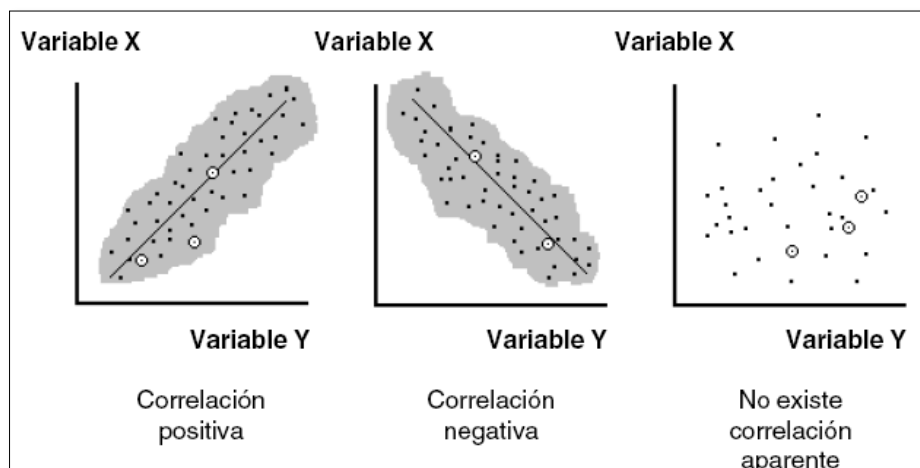 Variable X
Variable X
Variable X
Variable Y
Variable Y
Variable Y
Correlación
positiva
Correlación
negativa
No existe
correlación
aparente